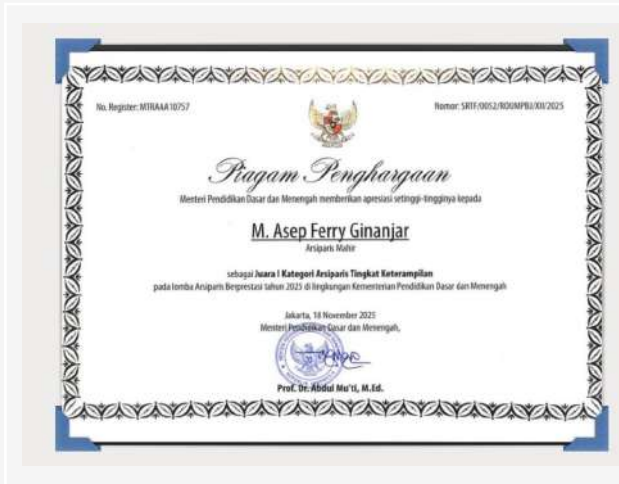 No. Register: MTRAAA10757
Nomor: SRTF/0052/ROUMPBJ/XII/2025
Piagam Penghargaan
Menteri Pendidikan Dasar dan Menengah memberikan apresiasi setinggi-tingginya kepada
M. Asep Ferry Ginanjar
Arsiparis Mahir
sebagai Juara I Kategori Arsiparis Tingkat Keterampilan
pada lomba Arsiparis Berprestasi tahun 2025 di lingkungan Kementerian Pendidikan Dasar dan Menengah
Jakarta, 18 November 2025
Menteri Pendidikan Dasar dan Menengah,
Prof. Dr. Abdul Mu'ti, M.Ed.